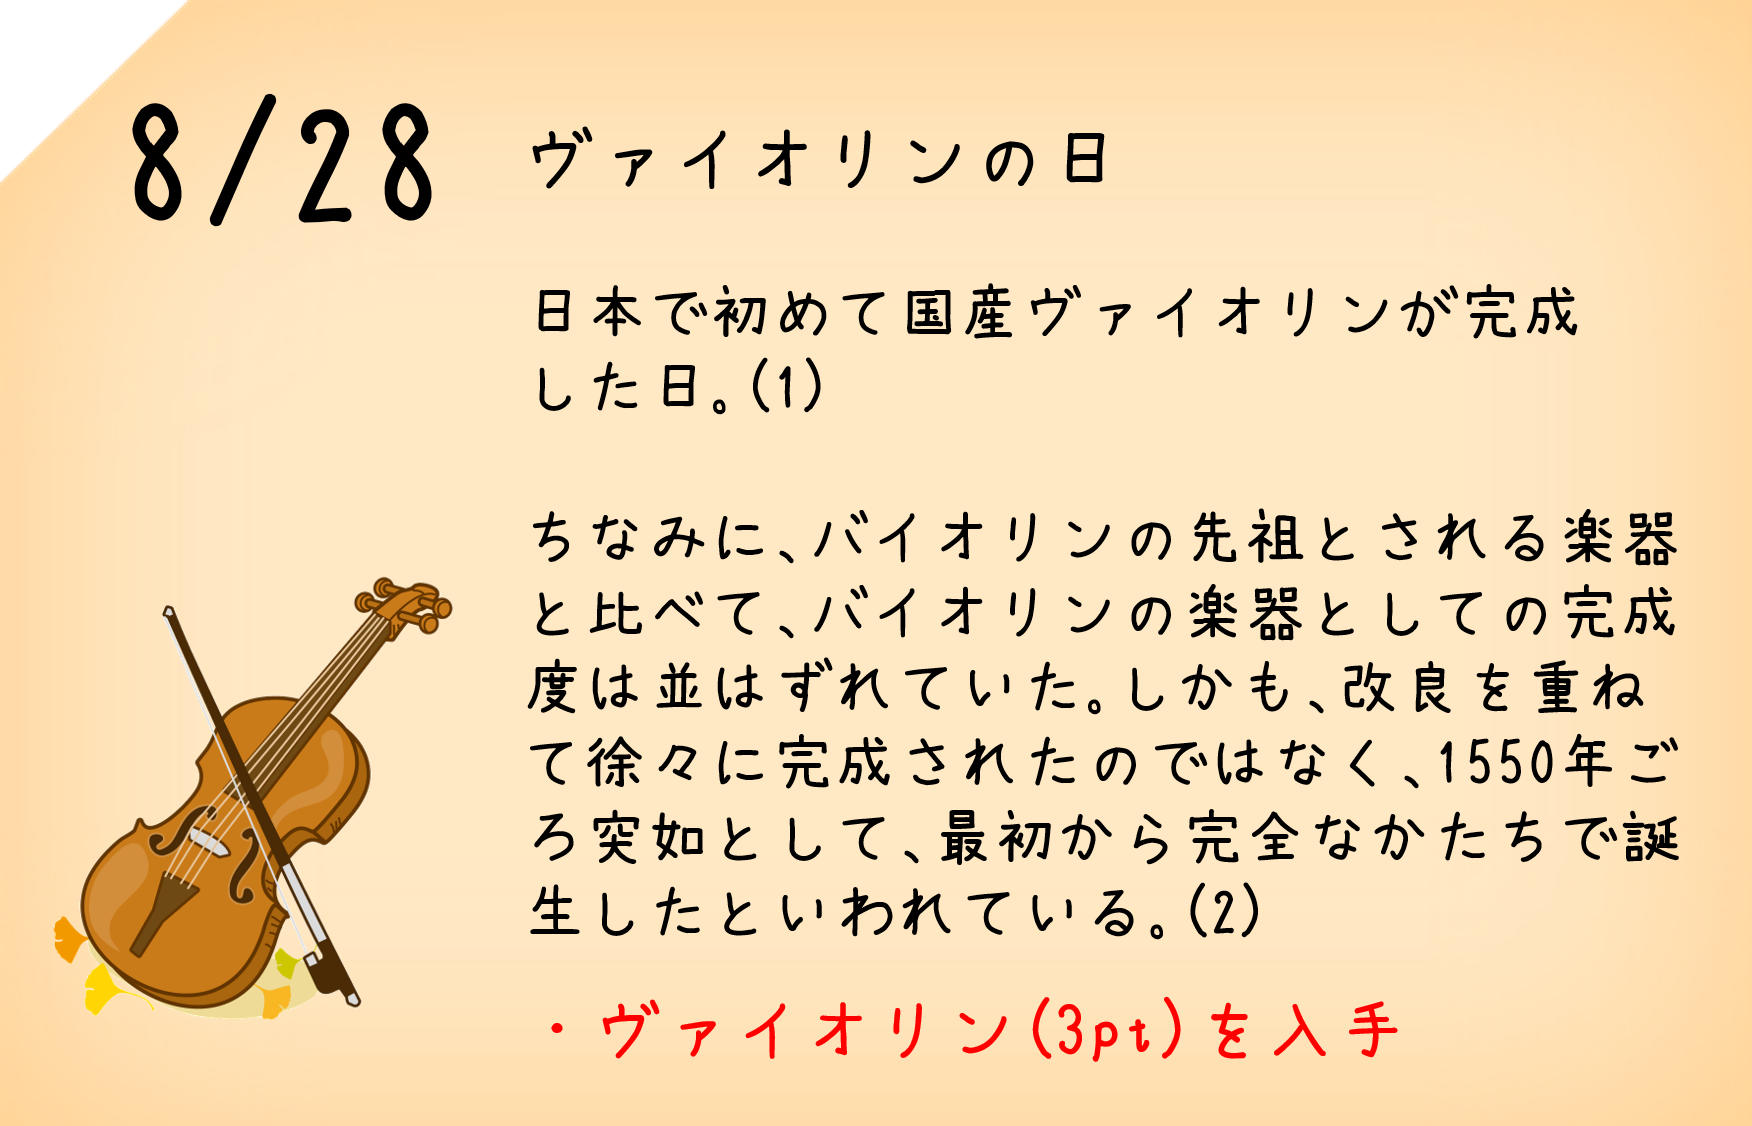 8/28
ヴァイオリンの日
日本で初めて国産ヴァイオリンが完成
した日。(1)
ちなみに、バイオリンの先祖とされる楽器
と比べて、バイオリンの楽器としての完成
度は並はずれていた。しかも、改良を重ね
て徐々に完成されたのではなく、1550年ご
ろ突如として、最初から完全なかたちで誕
生したといわれている。(2)
・ヴァイオリン(3pt)を入手